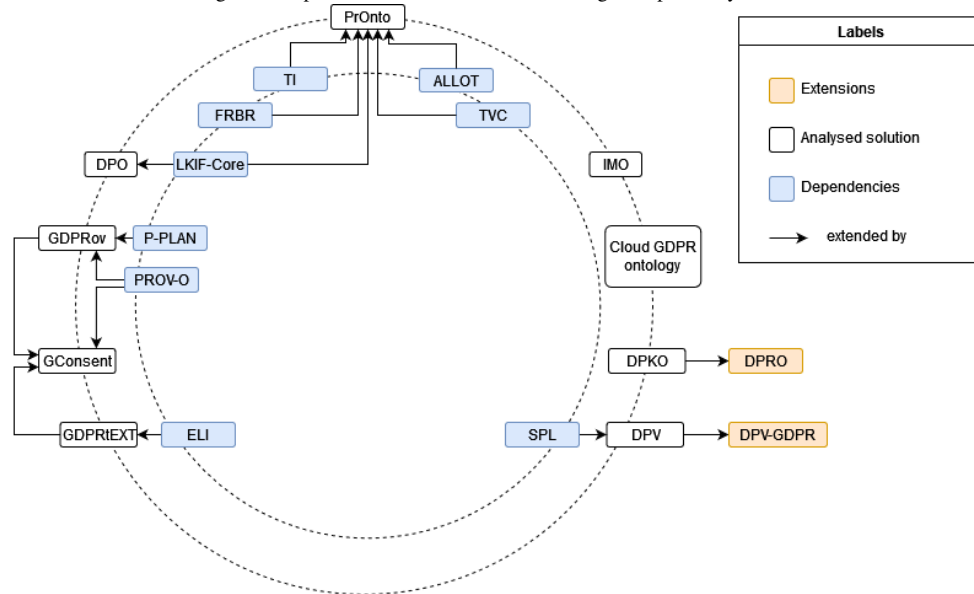 PrOnto
TI
ALLOT
FRBR
TVC
DPO
LKIF-Core
IMO
GDPRov
P-PLAN
Cloud GDPR
ontology
PROV-O
GConsent
DPKO
DPRO
GDPRtEXT
ELI
SPL
DPV
DPV-GDPR
Labels
Extensions
Analysed solution
Dependencies
extended by